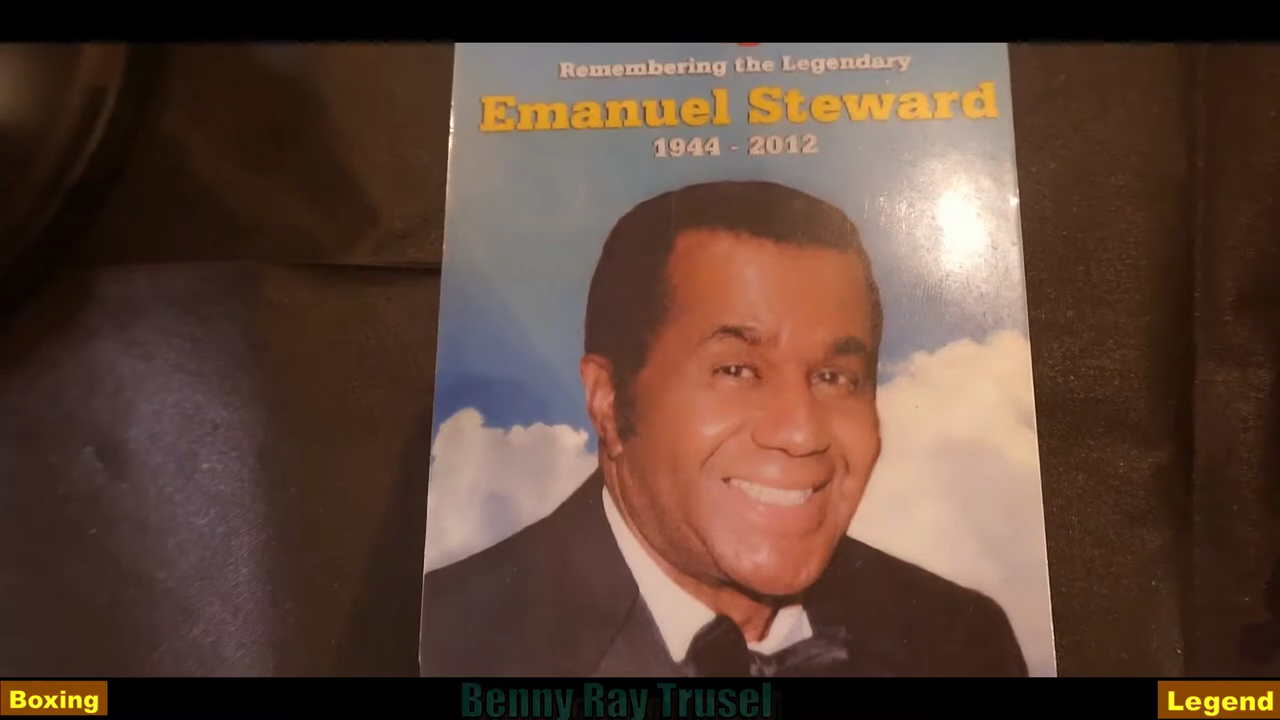 Remembering the Legendary
Emanuel Steward
1944 - 2012
Boxing
Benny Ray Trusel
Legend